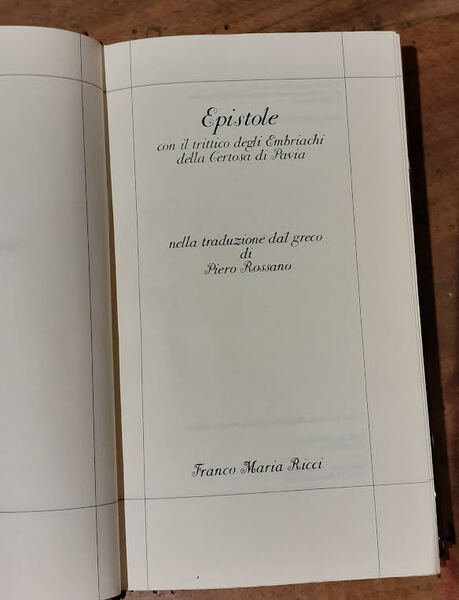 Epistole
con il trittico degli Embriachi
della Certosa di Pavia
nella traduzione dal greco
di
Piero Rossano
Franco Maria Ricci